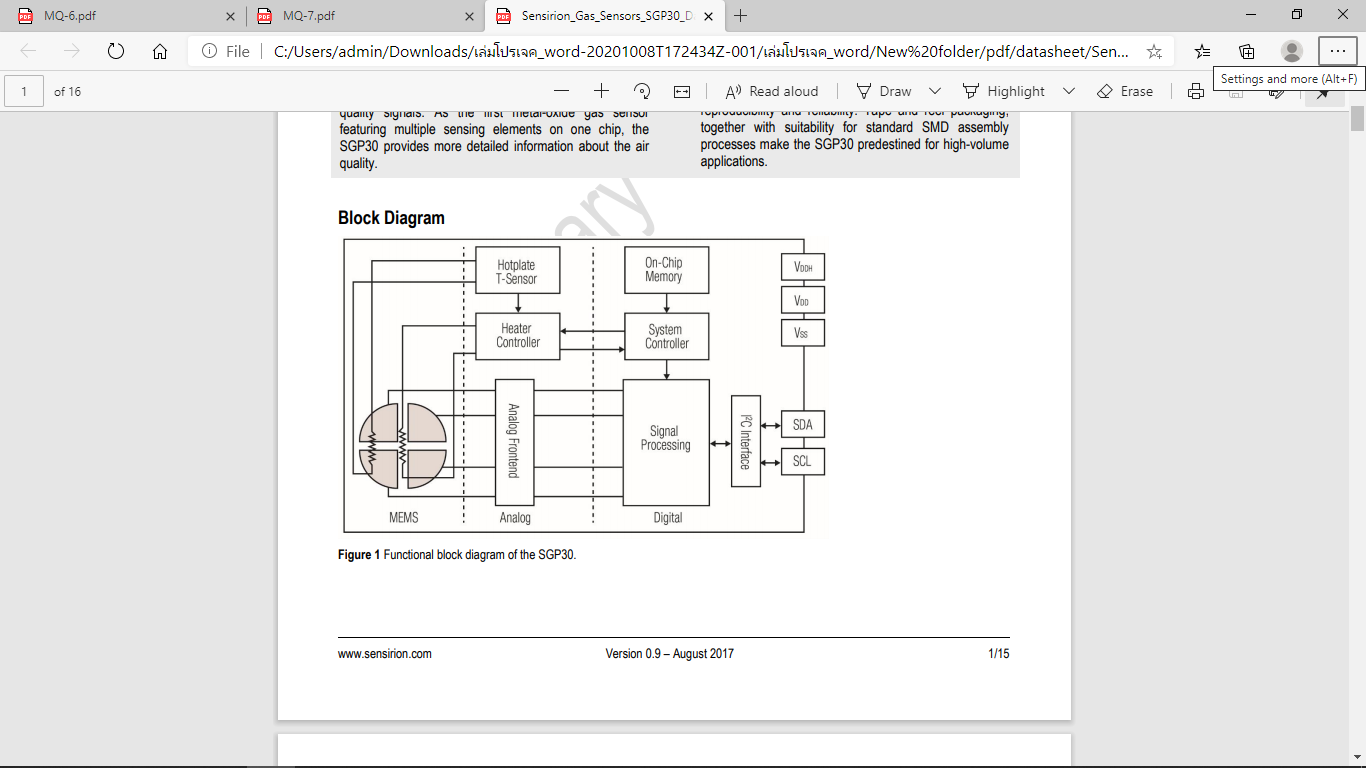 MQ-6.pdf
MQ-7.pdf
Sensirion_Gas_Sensors_SGP30_D
File
C:/Users/admin/Downloads/เล่มโปรเจค_word-20201008T172434Z-001/เล่มโปรเจค_word/New%20folder/pdf/datasheet/Sen...
Settings and more (Alt+F)
1 of 16
Read aloud
Draw
Highlight
Erase
quality signals. As the first metal-oxide gas sensor
featuring multiple sensing elements on one chip, the
SGP30 provides more detailed information about the air
quality.
reproducibility and reliability. Tape and reel packaging,
together with suitability for standard SMD assembly
processes make the SGP30 predestined for high-volume
applications.
Block Diagram
Hotplate
T-Sensor
On-Chip
Memory
VDDH
VDD
VSS
Heater
Controller
System
Controller
Analog Frontend
Signal
Processing
I²C Interface
SDA
SCL
MEMS
Analog
Digital
Figure 1 Functional block diagram of the SGP30.
www.sensirion.com
Version 0.9 – August 2017
1/15